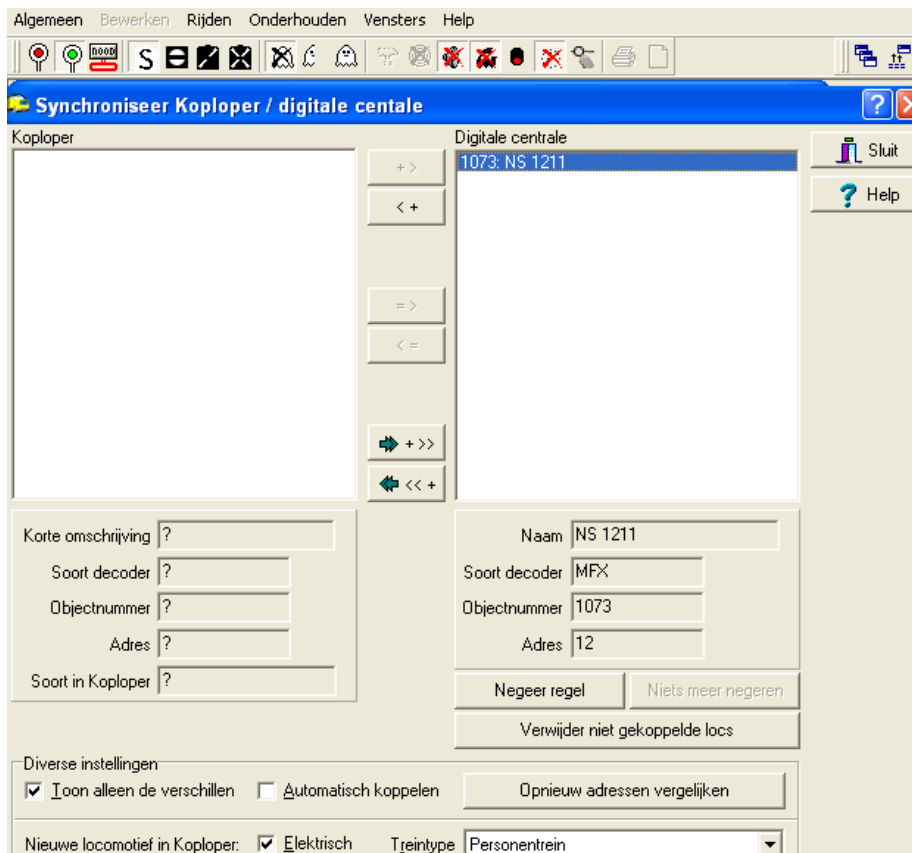 Algemeen Bewerken Rijden Onderhouden Vensters Help
noob
S
Synchroniseer Koploper / digitale centale
?
Koploper
Digitale centrale
1073: NS 1211
+ >
< +
= >
< =
+ >>
<< +
Sluit
? Help
Korte omschrijving ?
Soort decoder ?
Objectnummer ?
Adres ?
Soort in Koploper ?
Naam NS 1211
Soort decoder MFX
Objectnummer 1073
Adres 12
Negeer regel Niets meer negeren
Verwijder niet gekoppelde locs
Diverse instellingen
Toon alleen de verschillen Automatisch koppelen Opnieuw adressen vergelijken
Nieuwe locomotief in Koploper: Elektrisch Treintype Personentrein